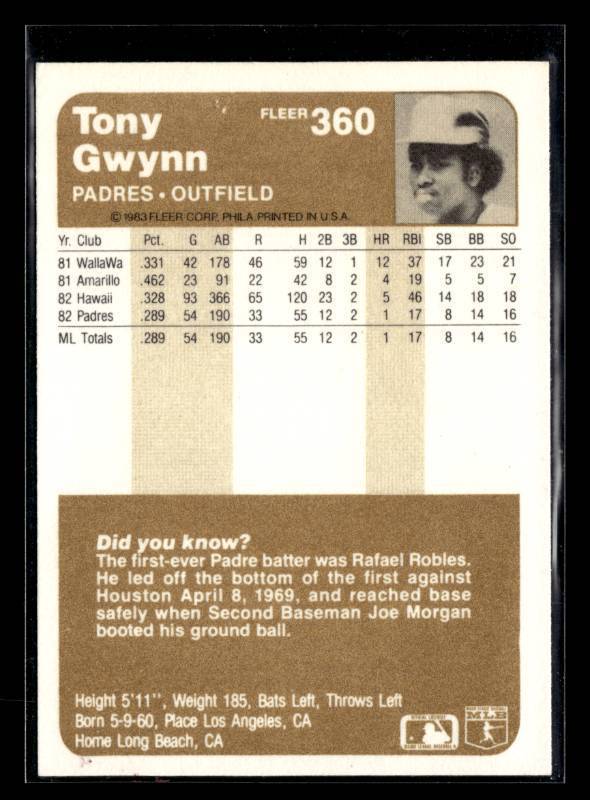 Tony FLEER 360
Gwynn
PADRES • OUTFIELD
© 1983 FLEER CORP. PHILA. PRINTED IN U.S.A.
Yr. Club Pct. G AB R H 2B 3B HR RBI SB BB SO
81 WallaWa .331 42 178 46 59 12 1 12 37 17 23 21
81 Amarillo .462 23 91 22 42 8 2 4 19 5 5 7
82 Hawaii .328 93 366 65 120 23 2 5 46 14 18 18
82 Padres .289 54 190 33 55 12 2 1 17 8 14 16
ML Totals .289 54 190 33 55 12 2 1 17 8 14 16
Did you know?
The first-ever Padre batter was Rafael Robles.
He led off the bottom of the first against
Houston April 8, 1969, and reached base
safely when Second Baseman Joe Morgan
booted his ground ball.
Height 5'11'', Weight 185, Bats Left, Throws Left
Born 5-9-60, Place Los Angeles, CA
Home Long Beach, CA